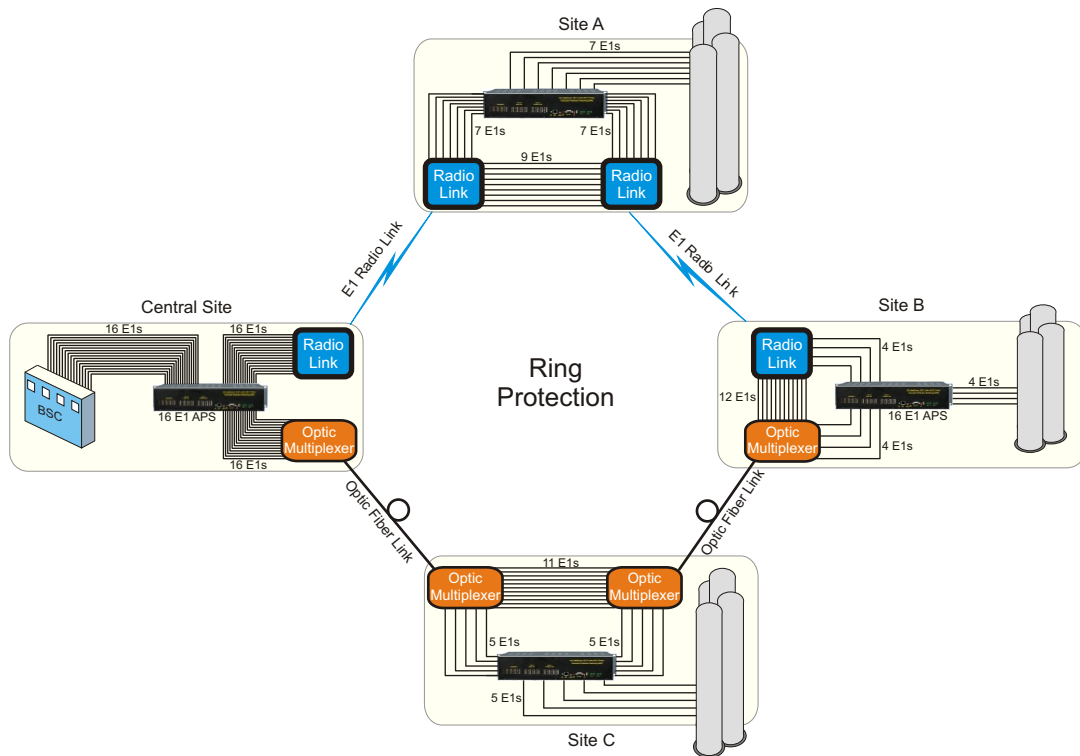 Site A
7 E1s
7 E1s
7 E1s
9 E1s
Radio
Link
Radio
Link
E1 Radio Link
E1 Radio Link
Central Site
16 E1s
16 E1s
Radio
Link
BSC
16 E1 APS
Optic
Multiplexer
16 E1s
Ring
Protection
Site B
Radio
Link
4 E1s
4 E1s
12 E1s
16 E1 APS
Optic
Multiplexer
4 E1s
Optic Fiber Link
Optic Fiber Link
11 E1s
Optic
Multiplexer
Optic
Multiplexer
5 E1s
5 E1s
5 E1s
Site C